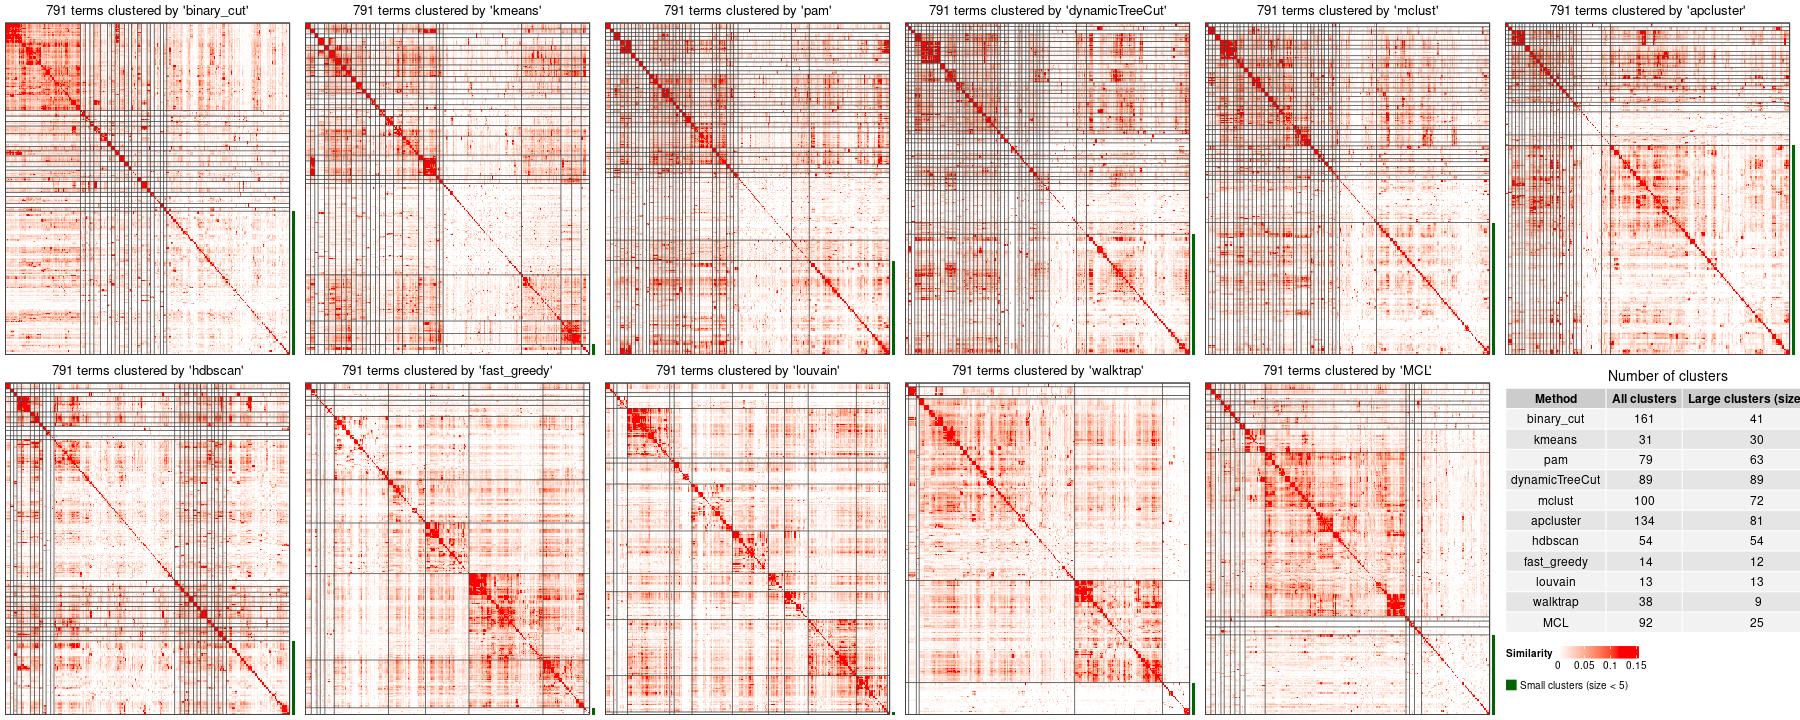 791 terms clustered by 'binary_cut'
791 terms clustered by 'kmeans'
791 terms clustered by 'pam'
791 terms clustered by 'dynamicTreeCut'
791 terms clustered by 'mclust'
791 terms clustered by 'apcluster'
791 terms clustered by 'hdbscan'
791 terms clustered by 'fast_greedy'
791 terms clustered by 'louvain'
791 terms clustered by 'walktrap'
791 terms clustered by 'MCL'
Number of clusters
Method All clusters Large clusters (size
binary_cut 161 41
kmeans 31 30
pam 79 63
dynamicTreeCut 89 89
mclust 100 72
apcluster 134 81
hdbscan 54 54
fast_greedy 14 12
louvain 13 13
walktrap 38 9
MCL 92 25
Similarity
0 0.05 0.1 0.15
Small clusters (size < 5)